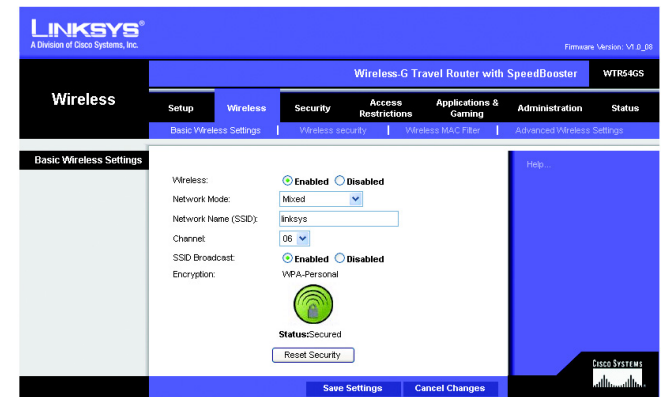 LINKSYS®
A Division of Cisco Systems, Inc.
Firmware Version: V1.0_08
Wireless-G Travel Router with SpeedBooster WTR54GS
Wireless
Setup Wireless Security Access Restrictions Applications & Gaming Administration Status
Basic Wireless Settings | Wireless security | Wireless MAC Filter | Advanced Wireless Settings
Basic Wireless Settings
Help...
Wireless: Enabled Disabled
Network Mode: Mixed
Network Name (SSID): linksys
Channel: 06
SSID Broadcast: Enabled Disabled
Encryption: WPA-Personal
Status:Secured
Reset Security
CISCO SYSTEMS
Save Settings Cancel Changes